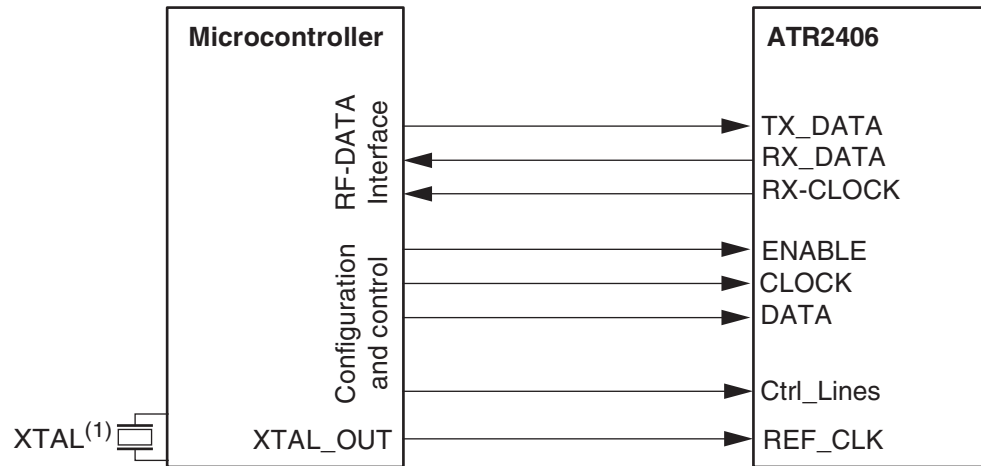 Microcontroller
ATR2406
RF-DATA
Interface
TX_DATA
RX_DATA
RX-CLOCK
Configuration
and control
ENABLE
CLOCK
DATA
Ctrl_Lines
XTAL(1)
XTAL_OUT
REF_CLK